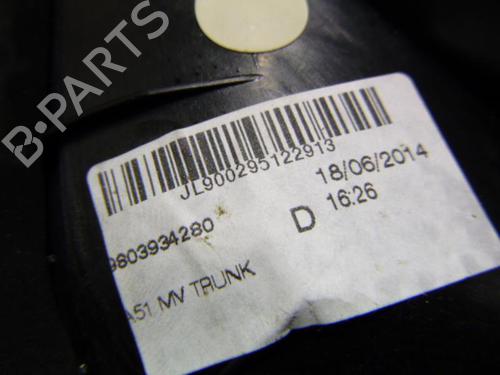 B-PARTS
JL900295122913
9803934280
18/06/2014
16:26
D
A51 MV TRUNK